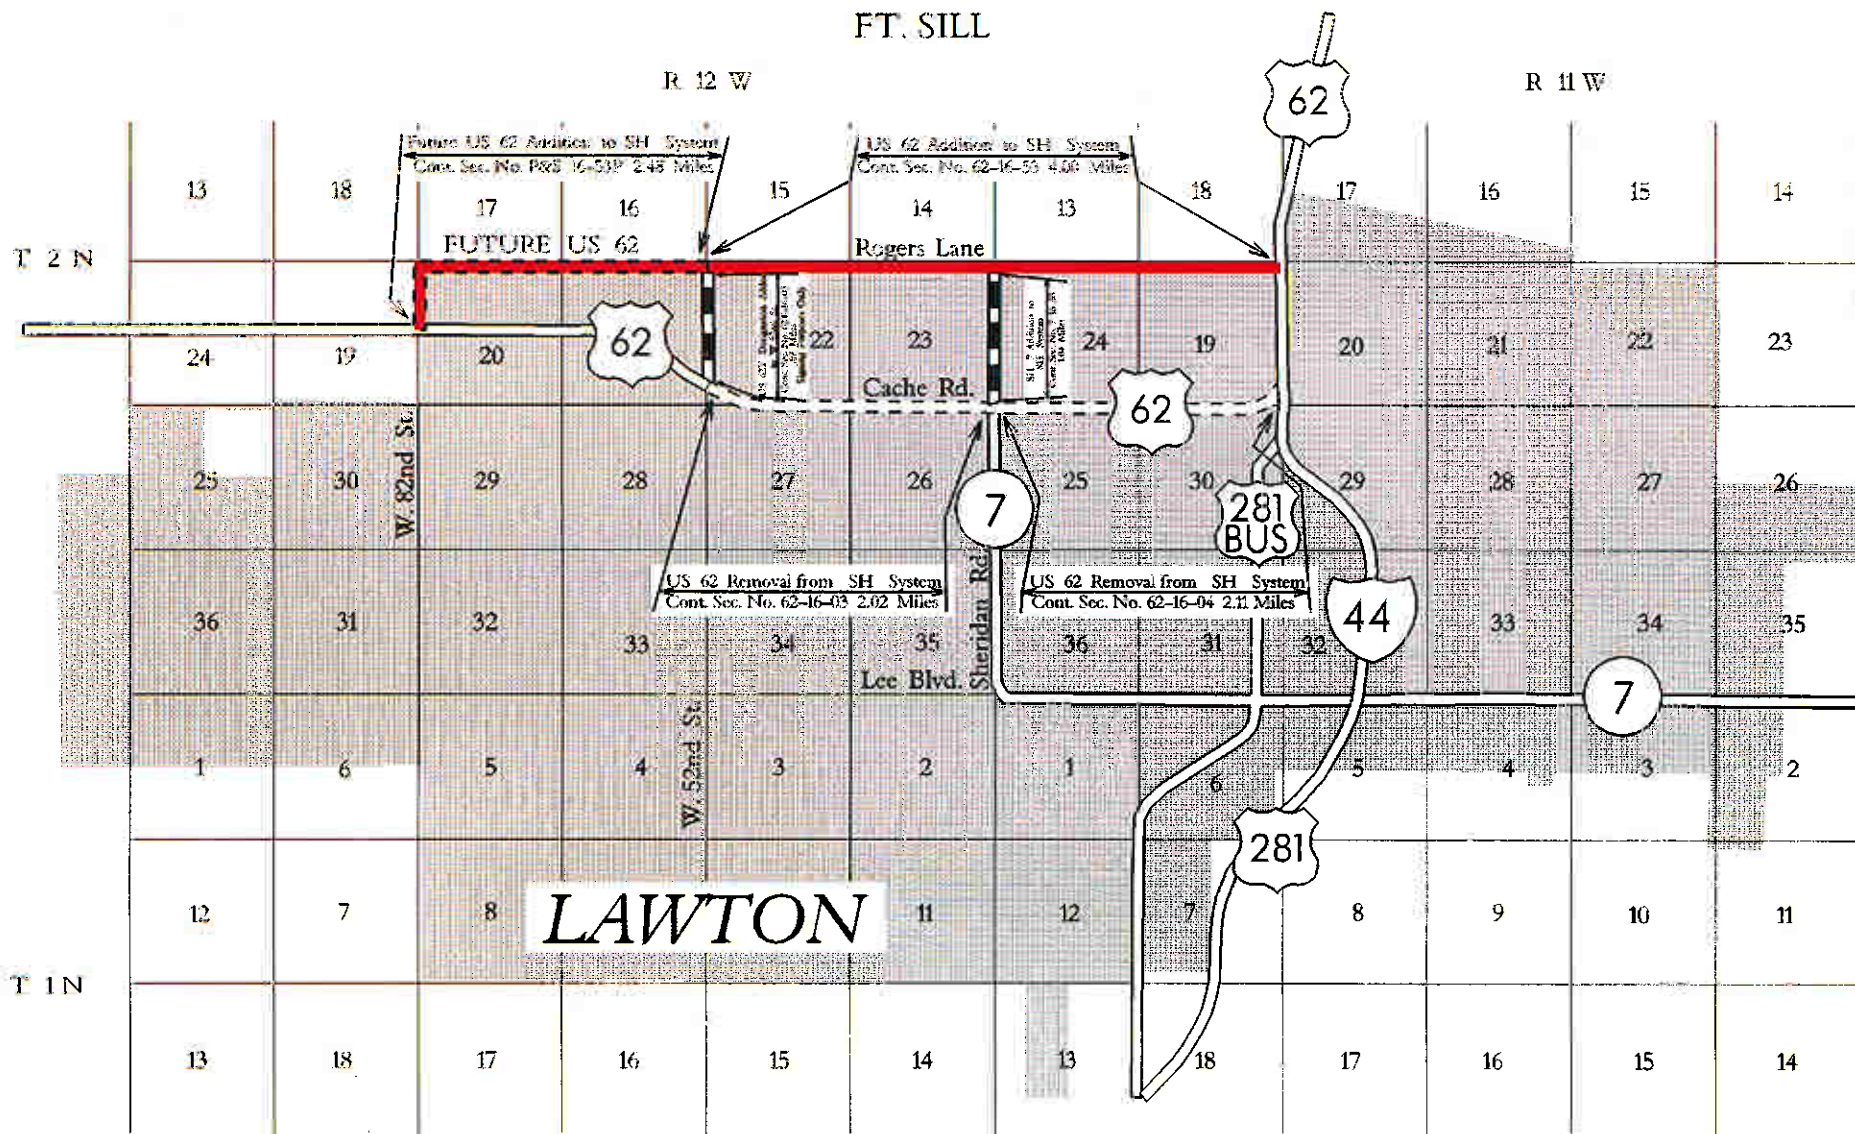 FT. SILL
R 12 W
R 11 W
62
Future US 62 Addition to SH System
Cont. Sec. No. P&S 16-53P 2.48 Miles
US 62 Addition to SH System
Cont. Sec. No. 62-16-53 4.00 Miles
13 18 17 16 15 14 13 18 17 16 15 14
FUTURE US 62
Rogers Lane
T 2 N
24 19 20 62 22 23 24 19 20 21 22 23
Cache Rd.
62
W. 82nd St.
25 30 29 28 27 26 7 25 30 29 28 27 26
281
BUS
US 62 Removal from SH System
Cont. Sec. No. 62-16-03 2.02 Miles
US 62 Removal from SH System
Cont. Sec. No. 62-16-04 2.11 Miles
44
36 31 32 33 34 35 36 31 32 33 34 35
Sheridan Rd.
Lee Blvd.
7
W. 52nd St.
1 6 5 4 3 2 1 6 5 4 3 2
281
12 7 8 LAWTON 11 12 7 8 9 10 11
T 1 N
13 18 17 16 15 14 13 18 17 16 15 14